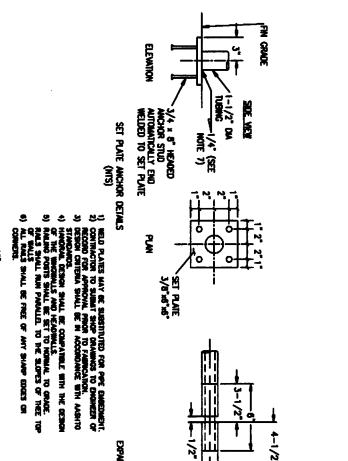 FIN GRADE
3"
SIDE VIEW
1-1/2" DIA
TUBING
1/4" (SEE
NOTE 7)
ELEVATION
3/4 x 8" HEADED
ANCHOR STUD
AUTOMATICALLY END
WELDED TO SET PLATE
SET PLATE ANCHOR DETAILS
(NTS)
1" 2" 2" 1"
1" 2" 2" 1"
PLAN
SET PLATE
3/8"x6"x6"
6"
3-1/2"
4-1/2
1/2"
EXPAN
1) WELD PLATES MAY BE SUBSTITUTED FOR PIPE EMBEDMENT.
2) CONTRACTOR TO SUBMIT SHOP DRAWINGS TO ENGINEER OF
RECORD FOR APPROVAL PRIOR TO FABRICATION.
3) DESIGN CRITERIA SHALL BE IN ACCORDANCE WITH AASHTO
STANDARDS.
4) HANDRAIL DESIGN SHALL BE COMPATIBLE WITH THE DESIGN
OF THE WINGWALLS AND HEADWALLS.
5) RAILING POSTS SHALL BE SET TO NORMAL TO GRADE.
RAILS SHALL RUN PARALLEL TO THE SLOPES OF THEE TOP
OF WALLS.
6) ALL RAILS SHALL BE FREE OF ANY SHARP EDGES OR
CORNERS.